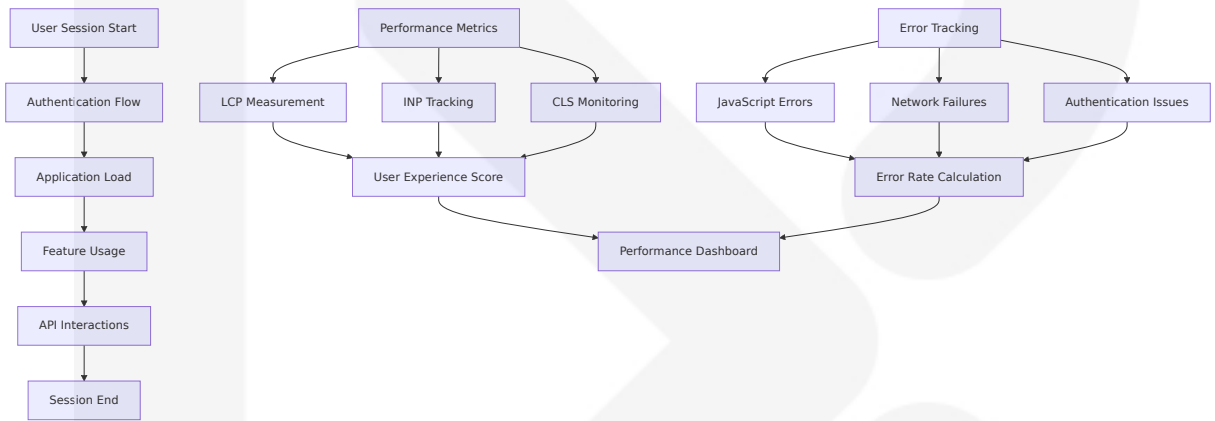 User Session Start
Performance Metrics
Error Tracking
Authentication Flow
LCP Measurement
INP Tracking
CLS Monitoring
JavaScript Errors
Network Failures
Authentication Issues
Application Load
User Experience Score
Error Rate Calculation
Feature Usage
Performance Dashboard
API Interactions
Session End